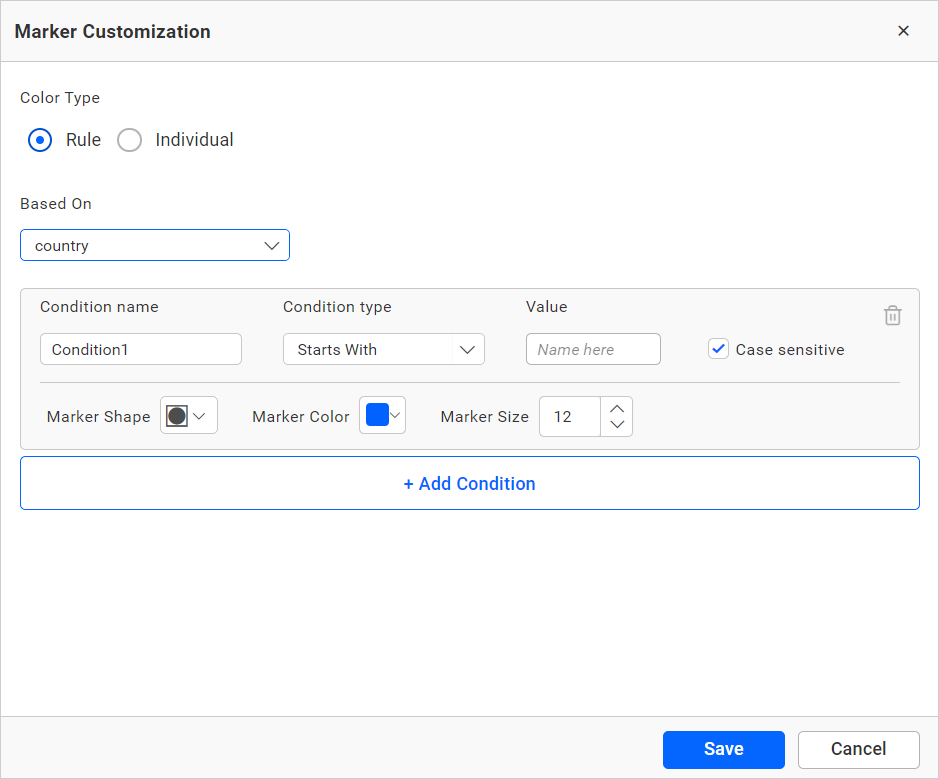 Marker Customization
Color Type
Rule Individual
Based On
country
Condition name Condition type Value
Condition1 Starts With Name here Case sensitive
Marker Shape Marker Color Marker Size 12
+ Add Condition
Save Cancel